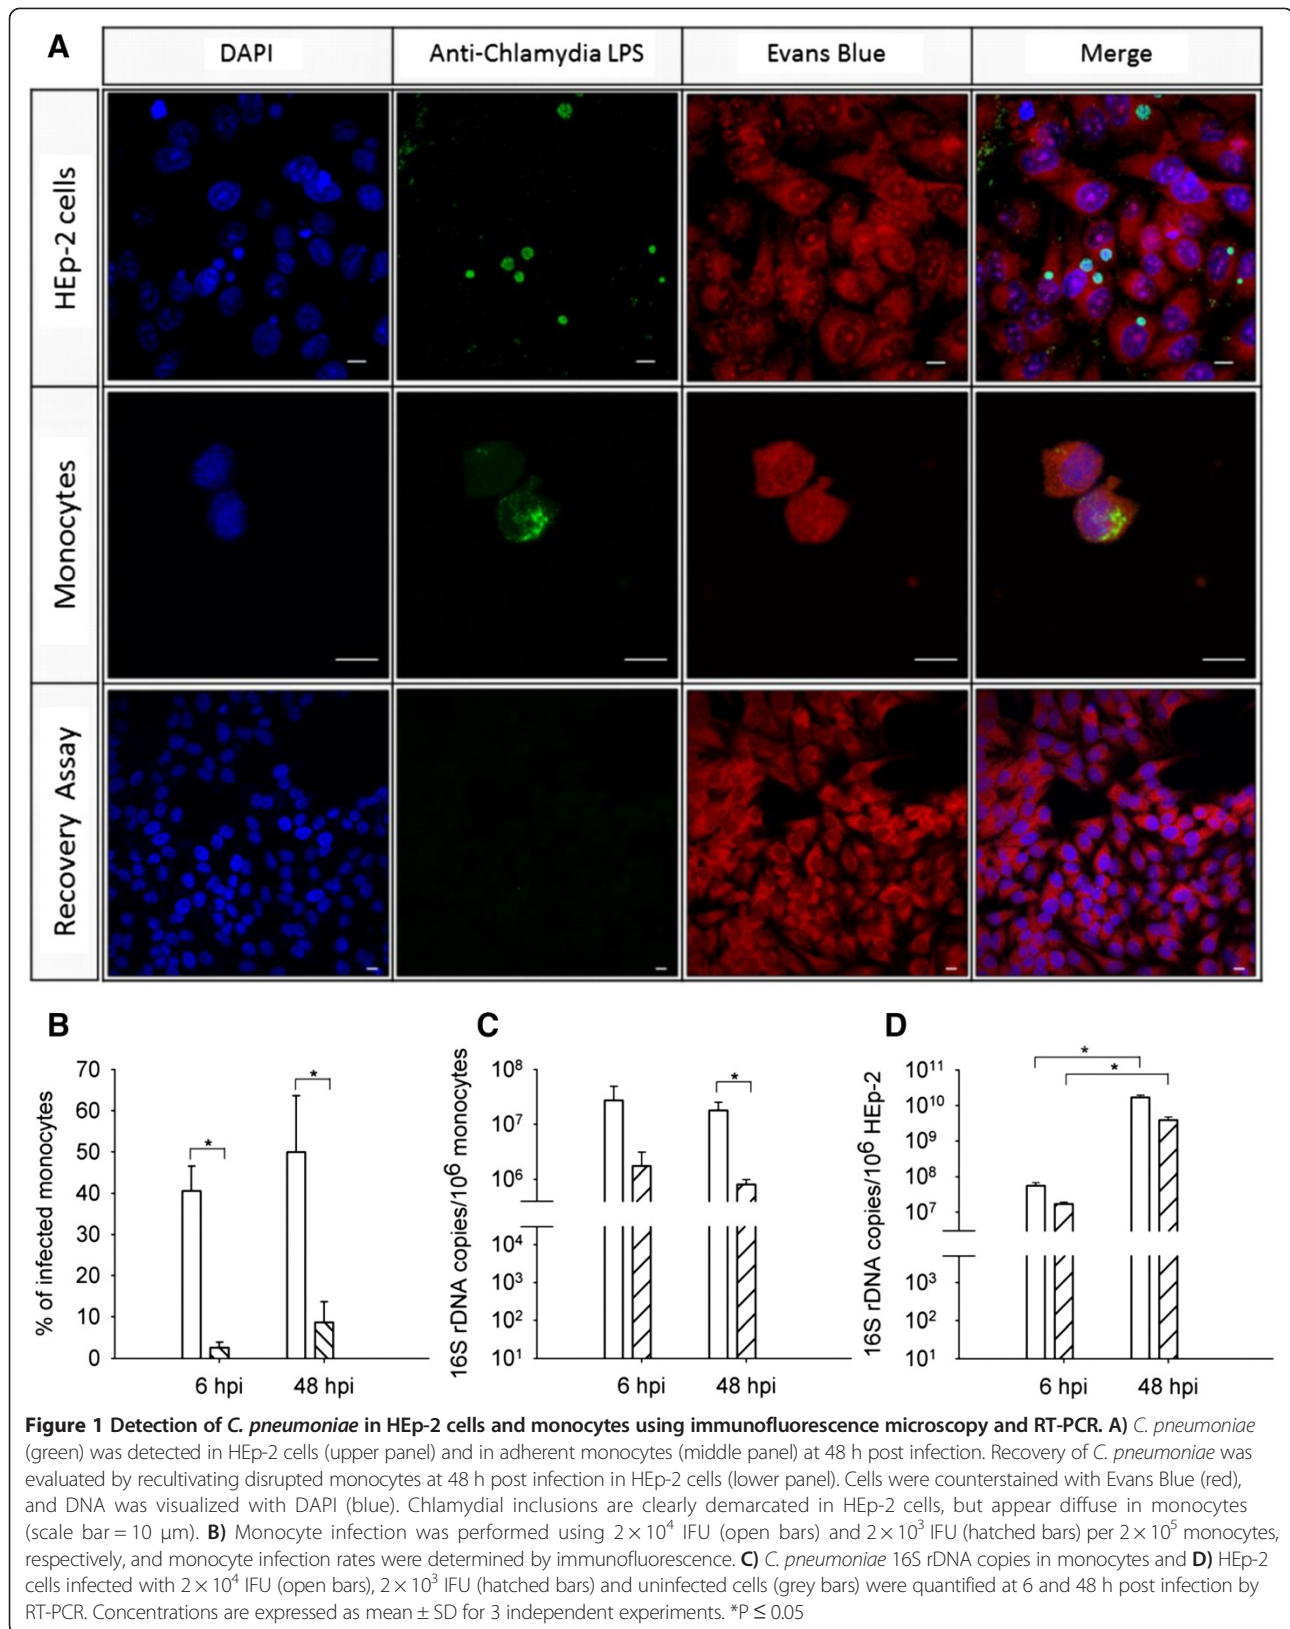 A
DAPI
Anti-Chlamydia LPS
Evans Blue
Merge
HEp-2 cells
Monocytes
Recovery Assay
B
% of infected monocytes
70
60
50
40
30
20
10
0
*
*
6 hpi
48 hpi
C
16S rDNA copies/10⁶ monocytes
10⁸
10⁷
10⁶
10⁴
10³
10²
10¹
*
6 hpi
48 hpi
D
16S rDNA copies/10⁶ HEp-2
10¹¹
10¹⁰
10⁹
10⁸
10⁷
10³
10²
10¹
*
*
6 hpi
48 hpi
Figure 1 Detection of C. pneumoniae in HEp-2 cells and monocytes using immunofluorescence microscopy and RT-PCR. A) C. pneumoniae
(green) was detected in HEp-2 cells (upper panel) and in adherent monocytes (middle panel) at 48 h post infection. Recovery of C. pneumoniae was
evaluated by recultivating disrupted monocytes at 48 h post infection in HEp-2 cells (lower panel). Cells were counterstained with Evans Blue (red),
and DNA was visualized with DAPI (blue). Chlamydial inclusions are clearly demarcated in HEp-2 cells, but appear diffuse in monocytes
(scale bar = 10 μm). B) Monocyte infection was performed using 2 × 10⁴ IFU (open bars) and 2 × 10³ IFU (hatched bars) per 2 × 10⁵ monocytes,
respectively, and monocyte infection rates were determined by immunofluorescence. C) C. pneumoniae 16S rDNA copies in monocytes and D) HEp-2
cells infected with 2 × 10⁴ IFU (open bars), 2 × 10³ IFU (hatched bars) and uninfected cells (grey bars) were quantified at 6 and 48 h post infection by
RT-PCR. Concentrations are expressed as mean ± SD for 3 independent experiments. *P ≤ 0.05